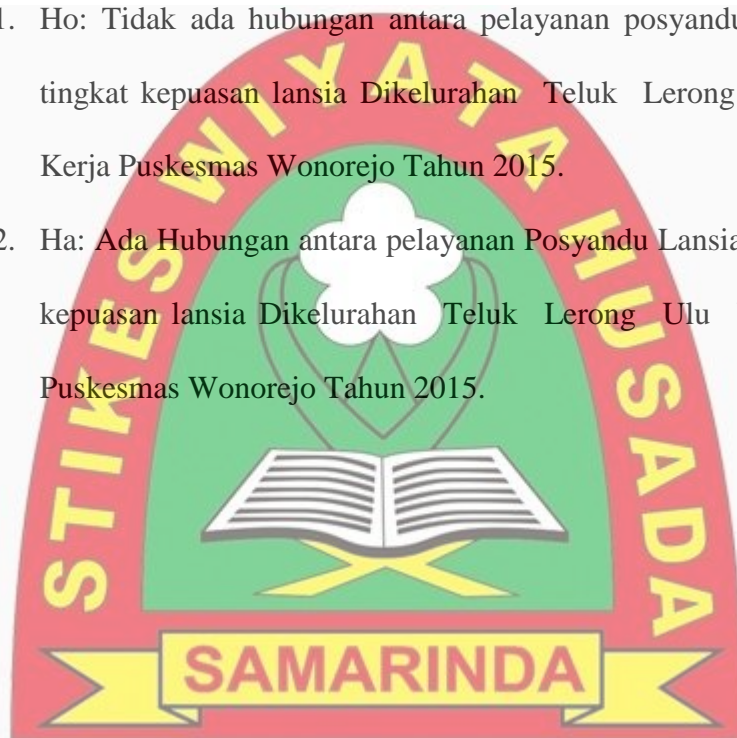 1. Ho: Tidak ada hubungan antara pelayanan posyandu
tingkat kepuasan lansia Dikelurahan Teluk Lerong
Kerja Puskesmas Wonorejo Tahun 2015.
2. Ha: Ada Hubungan antara pelayanan Posyandu Lansia
kepuasan lansia Dikelurahan Teluk Lerong Ulu
Puskesmas Wonorejo Tahun 2015.
STIKES WIYATA HUSADA
SAMARINDA